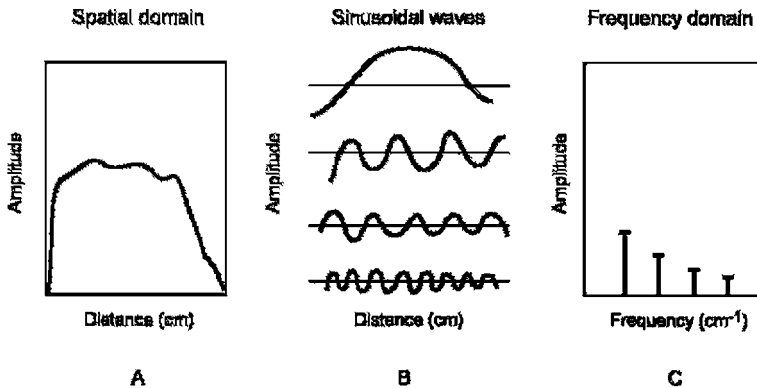 Spatial domain
Sinusoidal waves
Frequency domain
Amplitude
Amplitude
Amplitude
Distance (cm)
Distance (cm)
Frequency (cm-1)
A
B
C